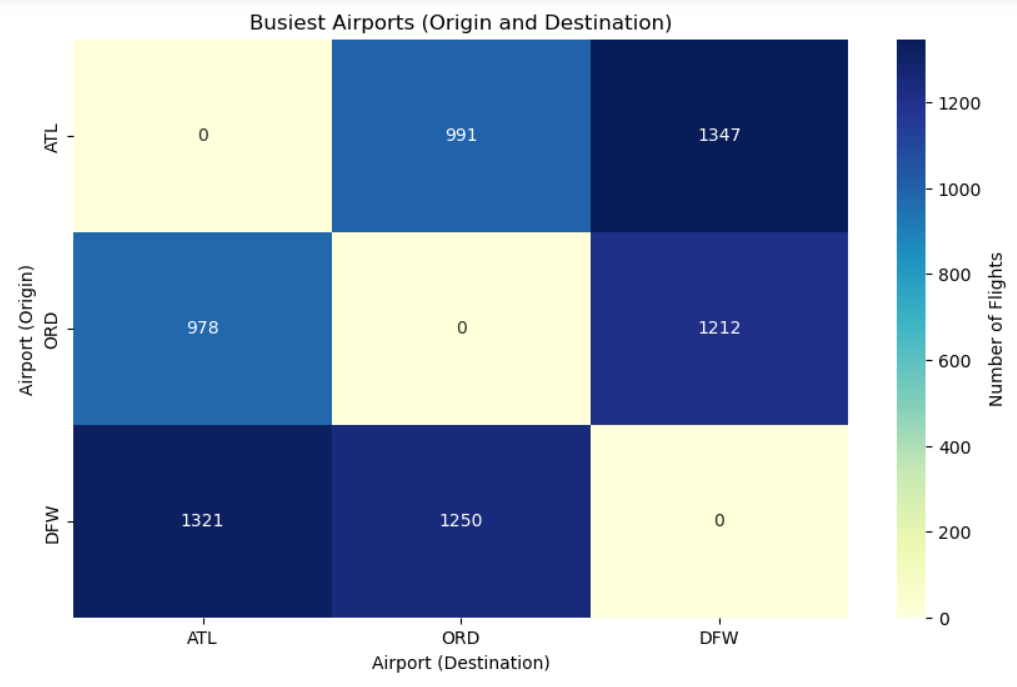 Busiest Airports (Origin and Destination)
ATL
0
991
1347
1200
1000
Airport (Origin)
ORD
978
0
1212
800
Number of Flights
600
400
DFW
1321
1250
0
200
0
ATL
ORD
DFW
Airport (Destination)